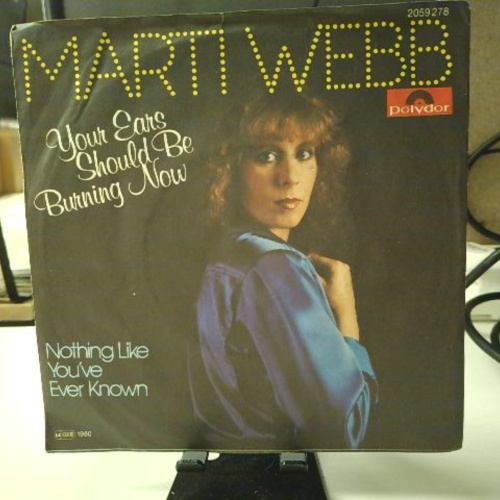 2059 278
MARTI WEBB
polydor
Your Ears
Should Be
Burning Now
Nothing Like
You've
Ever Known
1980